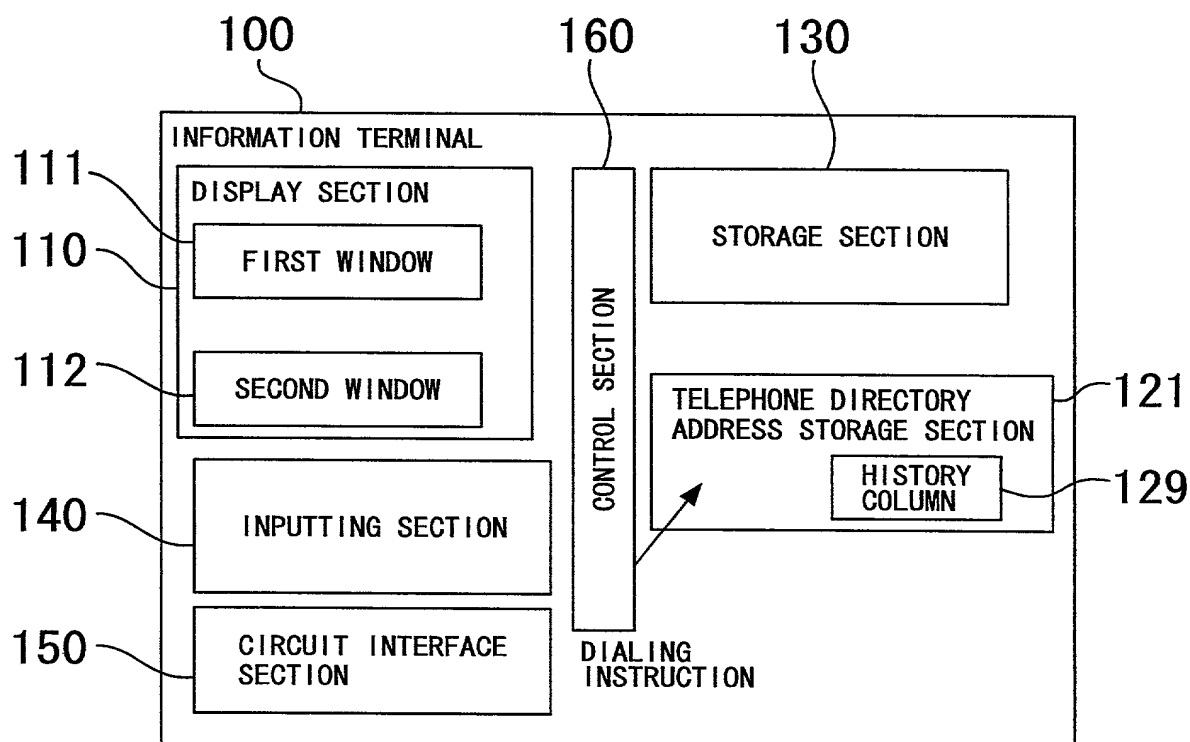 100
160
130
INFORMATION TERMINAL
111
DISPLAY SECTION
110
FIRST WINDOW
STORAGE SECTION
CONTROL SECTION
112
SECOND WINDOW
TELEPHONE DIRECTORY
ADDRESS STORAGE SECTION
121
HISTORY
COLUMN
129
140
INPUTTING SECTION
150
CIRCUIT INTERFACE
SECTION
DIALING
INSTRUCTION